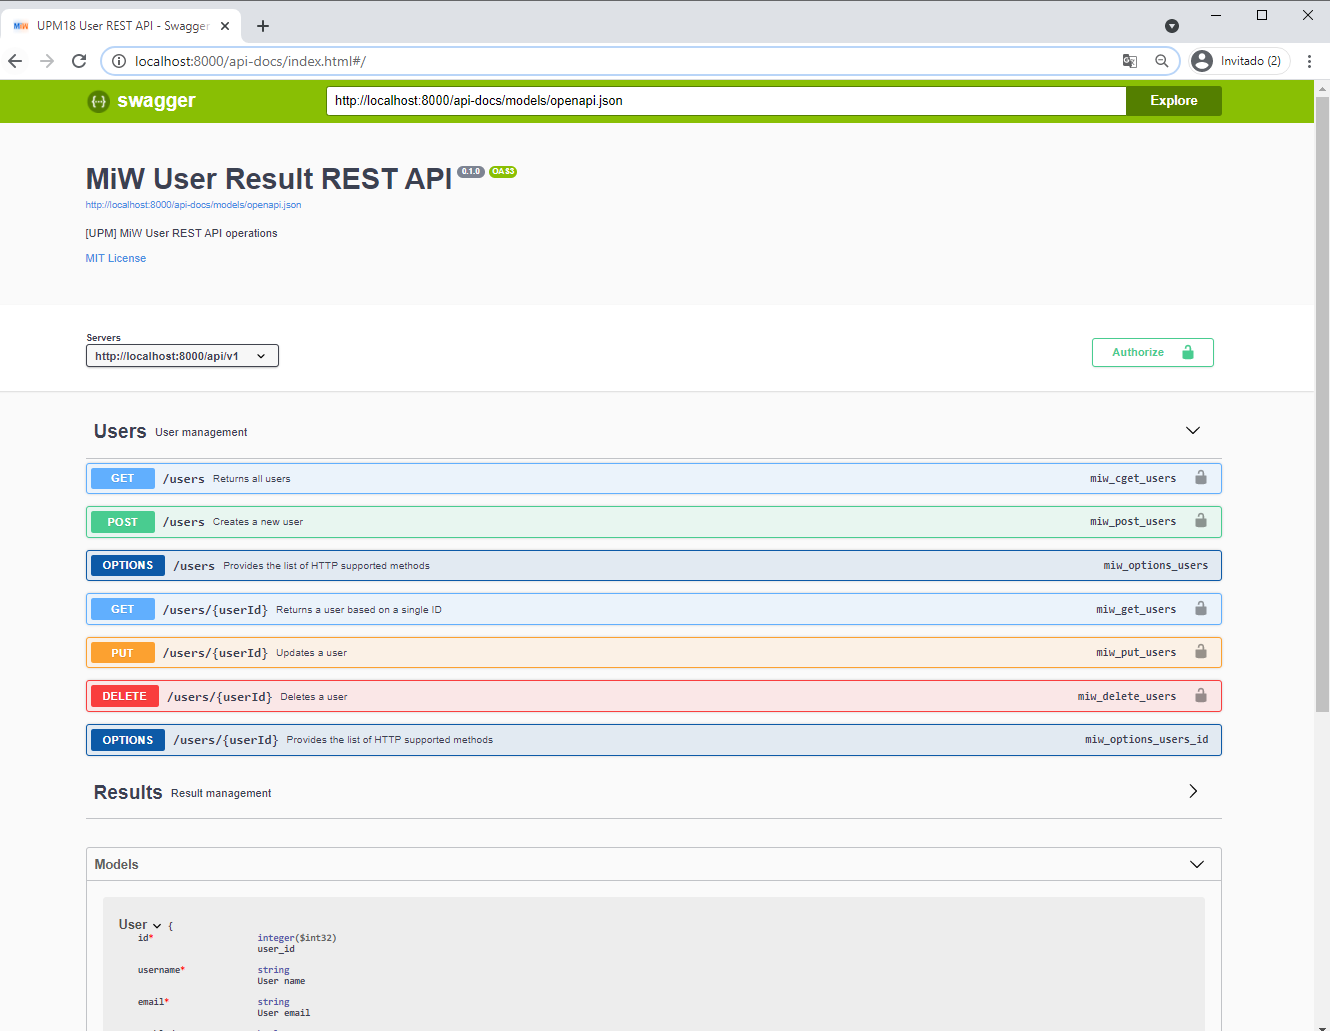 MiW UPM18 User REST API - Swagger
localhost:8000/api-docs/index.html#/
Invitado (2)
{··} swagger
http://localhost:8000/api-docs/models/openapi.json
Explore
MiW User Result REST API 0.1.0 OAS3
http://localhost:8000/api-docs/models/openapi.json
[UPM] MiW User REST API operations
MIT License
Servers
http://localhost:8000/api/v1
Authorize
Users User management
GET /users Returns all users miw_cget_users
POST /users Creates a new user miw_post_users
OPTIONS /users Provides the list of HTTP supported methods miw_options_users
GET /users/{userId} Returns a user based on a single ID miw_get_users
PUT /users/{userId} Updates a user miw_put_users
DELETE /users/{userId} Deletes a user miw_delete_users
OPTIONS /users/{userId} Provides the list of HTTP supported methods miw_options_users_id
Results Result management
Models
User {
id* integer($int32)
user_id
username* string
User name
email* string
User email